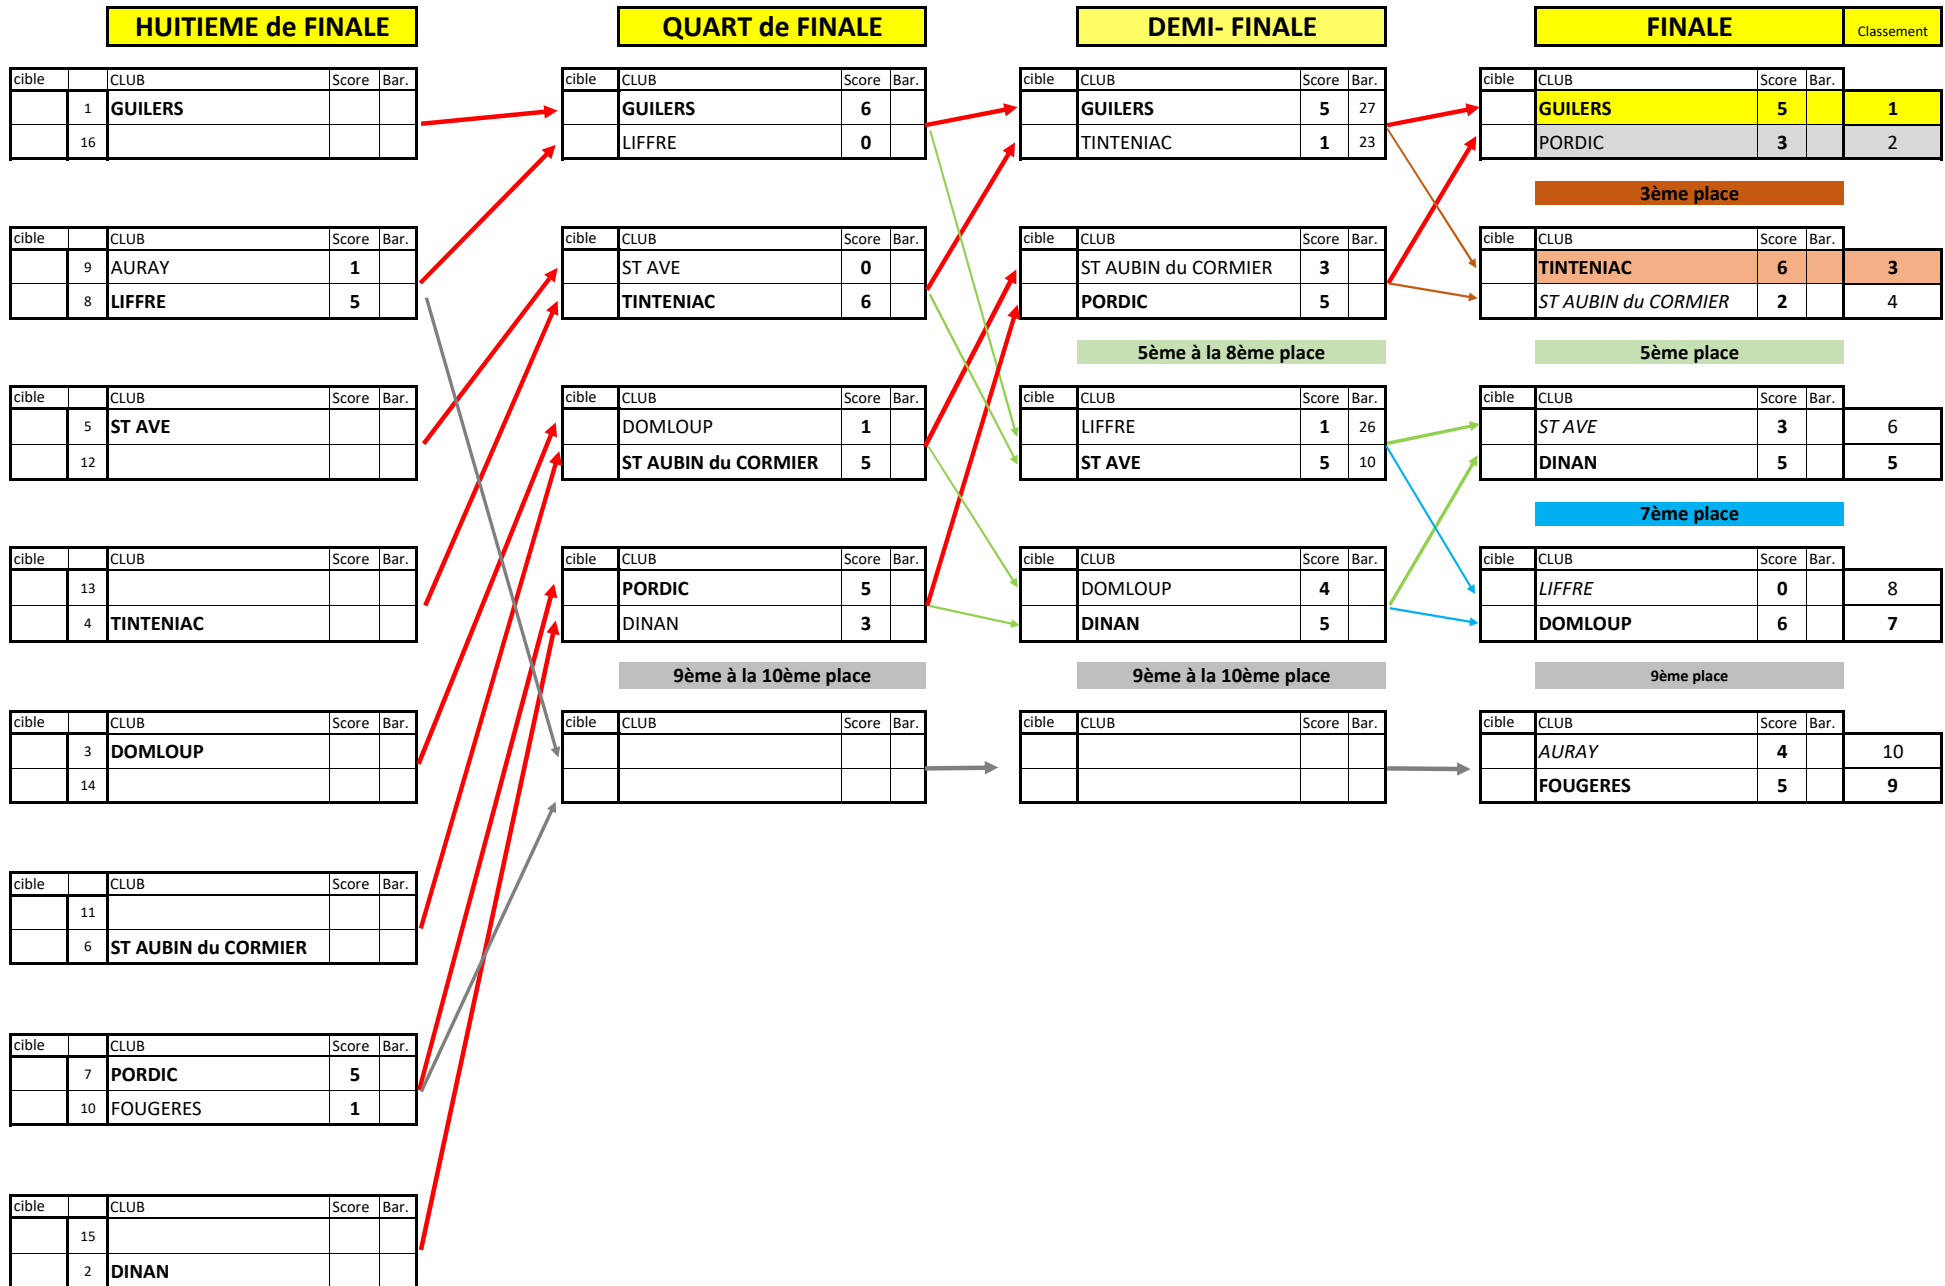 HUITIEME de FINALE
QUART de FINALE
DEMI- FINALE
FINALE
Classement
cible CLUB Score Bar.
1 GUILERS
16
cible CLUB Score Bar.
9 AURAY 1
8 LIFFRE 5
cible CLUB Score Bar.
5 ST AVE
12
cible CLUB Score Bar.
13
4 TINTENIAC
cible CLUB Score Bar.
3 DOMLOUP
14
cible CLUB Score Bar.
11
6 ST AUBIN du CORMIER
cible CLUB Score Bar.
7 PORDIC 5
10 FOUGERES 1
cible CLUB Score Bar.
15
2 DINAN
cible CLUB Score Bar.
GUILERS 6
LIFFRE 0
cible CLUB Score Bar.
ST AVE 0
TINTENIAC 6
cible CLUB Score Bar.
DOMLOUP 1
ST AUBIN du CORMIER 5
cible CLUB Score Bar.
PORDIC 5
DINAN 3
9ème à la 10ème place
cible CLUB Score Bar.
cible CLUB Score Bar.
GUILERS 5 27
TINTENIAC 1 23
cible CLUB Score Bar.
ST AUBIN du CORMIER 3
PORDIC 5
5ème à la 8ème place
cible CLUB Score Bar.
LIFFRE 1 26
ST AVE 5 10
cible CLUB Score Bar.
DOMLOUP 4
DINAN 5
9ème à la 10ème place
cible CLUB Score Bar.
cible CLUB Score Bar.
GUILERS 5 1
PORDIC 3 2
3ème place
cible CLUB Score Bar.
TINTENIAC 6 3
ST AUBIN du CORMIER 2 4
5ème place
cible CLUB Score Bar.
ST AVE 3 6
DINAN 5 5
7ème place
cible CLUB Score Bar.
LIFFRE 0 8
DOMLOUP 6 7
9ème place
cible CLUB Score Bar.
AURAY 4 10
FOUGERES 5 9